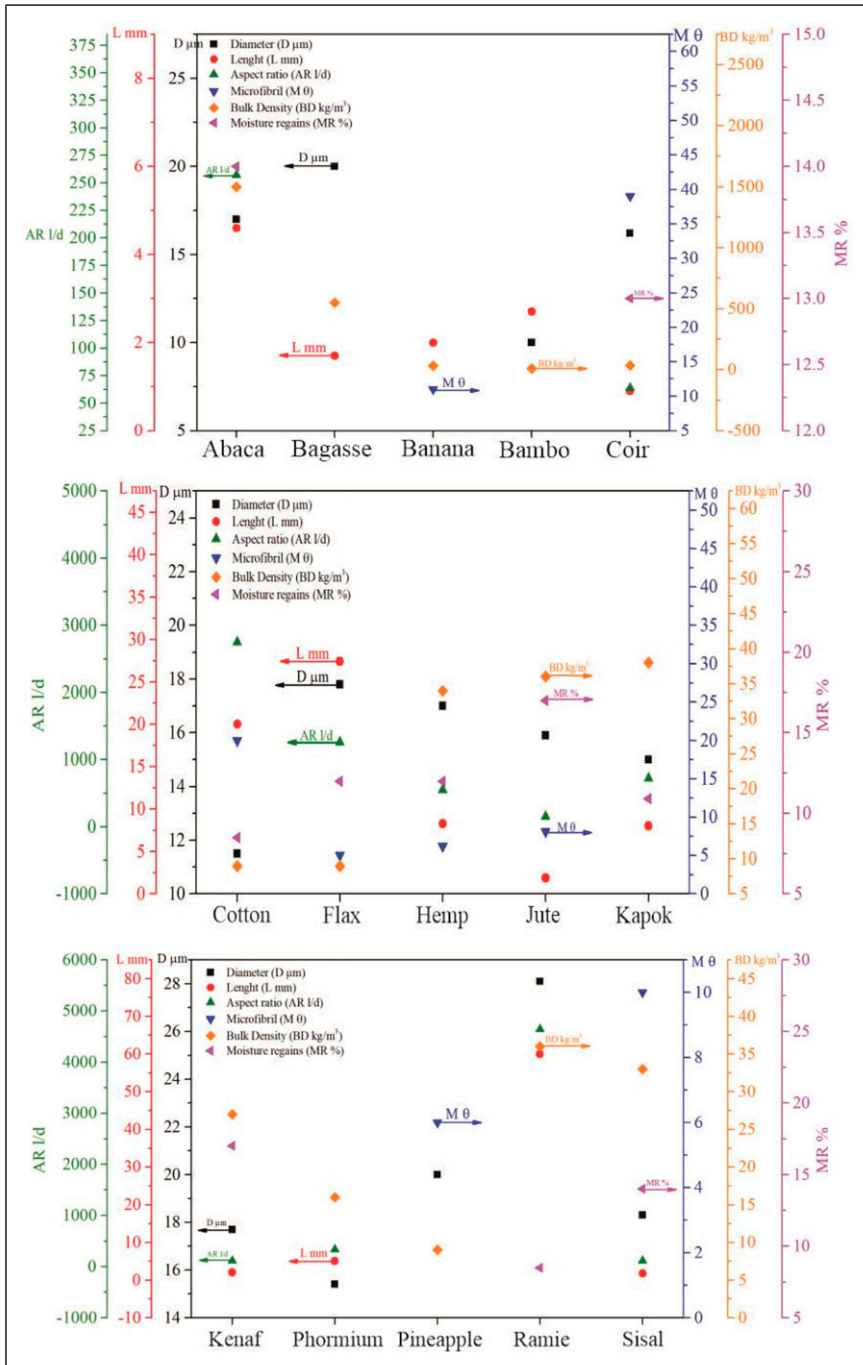 L mm
D μm
M θ
BD kg/m³
Diameter (D μm)
Lenght (L mm)
Aspect ratio (AR l/d)
Microfibril (M θ)
Bulk Density (BD kg/m³)
Moisture regains (MR %)
375
350
325
300
275
250
225
200
175
150
125
100
75
50
25
AR l/d
8
6
4
2
0
25
20
15
10
5
AR l/d
D μm
L mm
M θ
BD kg/m³
MR %
60
55
50
45
40
35
30
25
20
15
10
5
2500
2000
1500
1000
500
0
-500
15.0
14.5
14.0
13.5
13.0
12.5
12.0
MR %
Abaca Bagasse Banana Bambo Coir
L mm
D μm
M θ
BD kg/m³
Diameter (D μm)
Lenght (L mm)
Aspect ratio (AR l/d)
Microfibril (M θ)
Bulk Density (BD kg/m³)
Moisture regains (MR %)
5000
4000
3000
2000
1000
0
-1000
AR l/d
45
40
35
30
25
20
15
10
5
0
24
22
20
18
16
14
12
10
L mm
D μm
AR l/d
BD kg/m³
MR %
M θ
50
45
40
35
30
25
20
15
10
5
0
60
55
50
45
40
35
30
25
20
15
10
5
30
25
20
15
10
5
MR %
Cotton Flax Hemp Jute Kapok
L mm
D μm
M θ
BD kg/m³
Diameter (D μm)
Lenght (L mm)
Aspect ratio (AR l/d)
Microfibril (M θ)
Bulk Density (BD kg/m³)
Moisture regains (MR %)
6000
5000
4000
3000
2000
1000
0
-1000
AR l/d
80
70
60
50
40
30
20
10
0
-10
28
26
24
22
20
18
16
14
D μm
AR l/d
L mm
M θ
BD kg/m³
MR %
10
8
6
4
2
0
45
40
35
30
25
20
15
10
5
0
30
25
20
15
10
5
MR %
Kenaf Phormium Pineapple Ramie Sisal